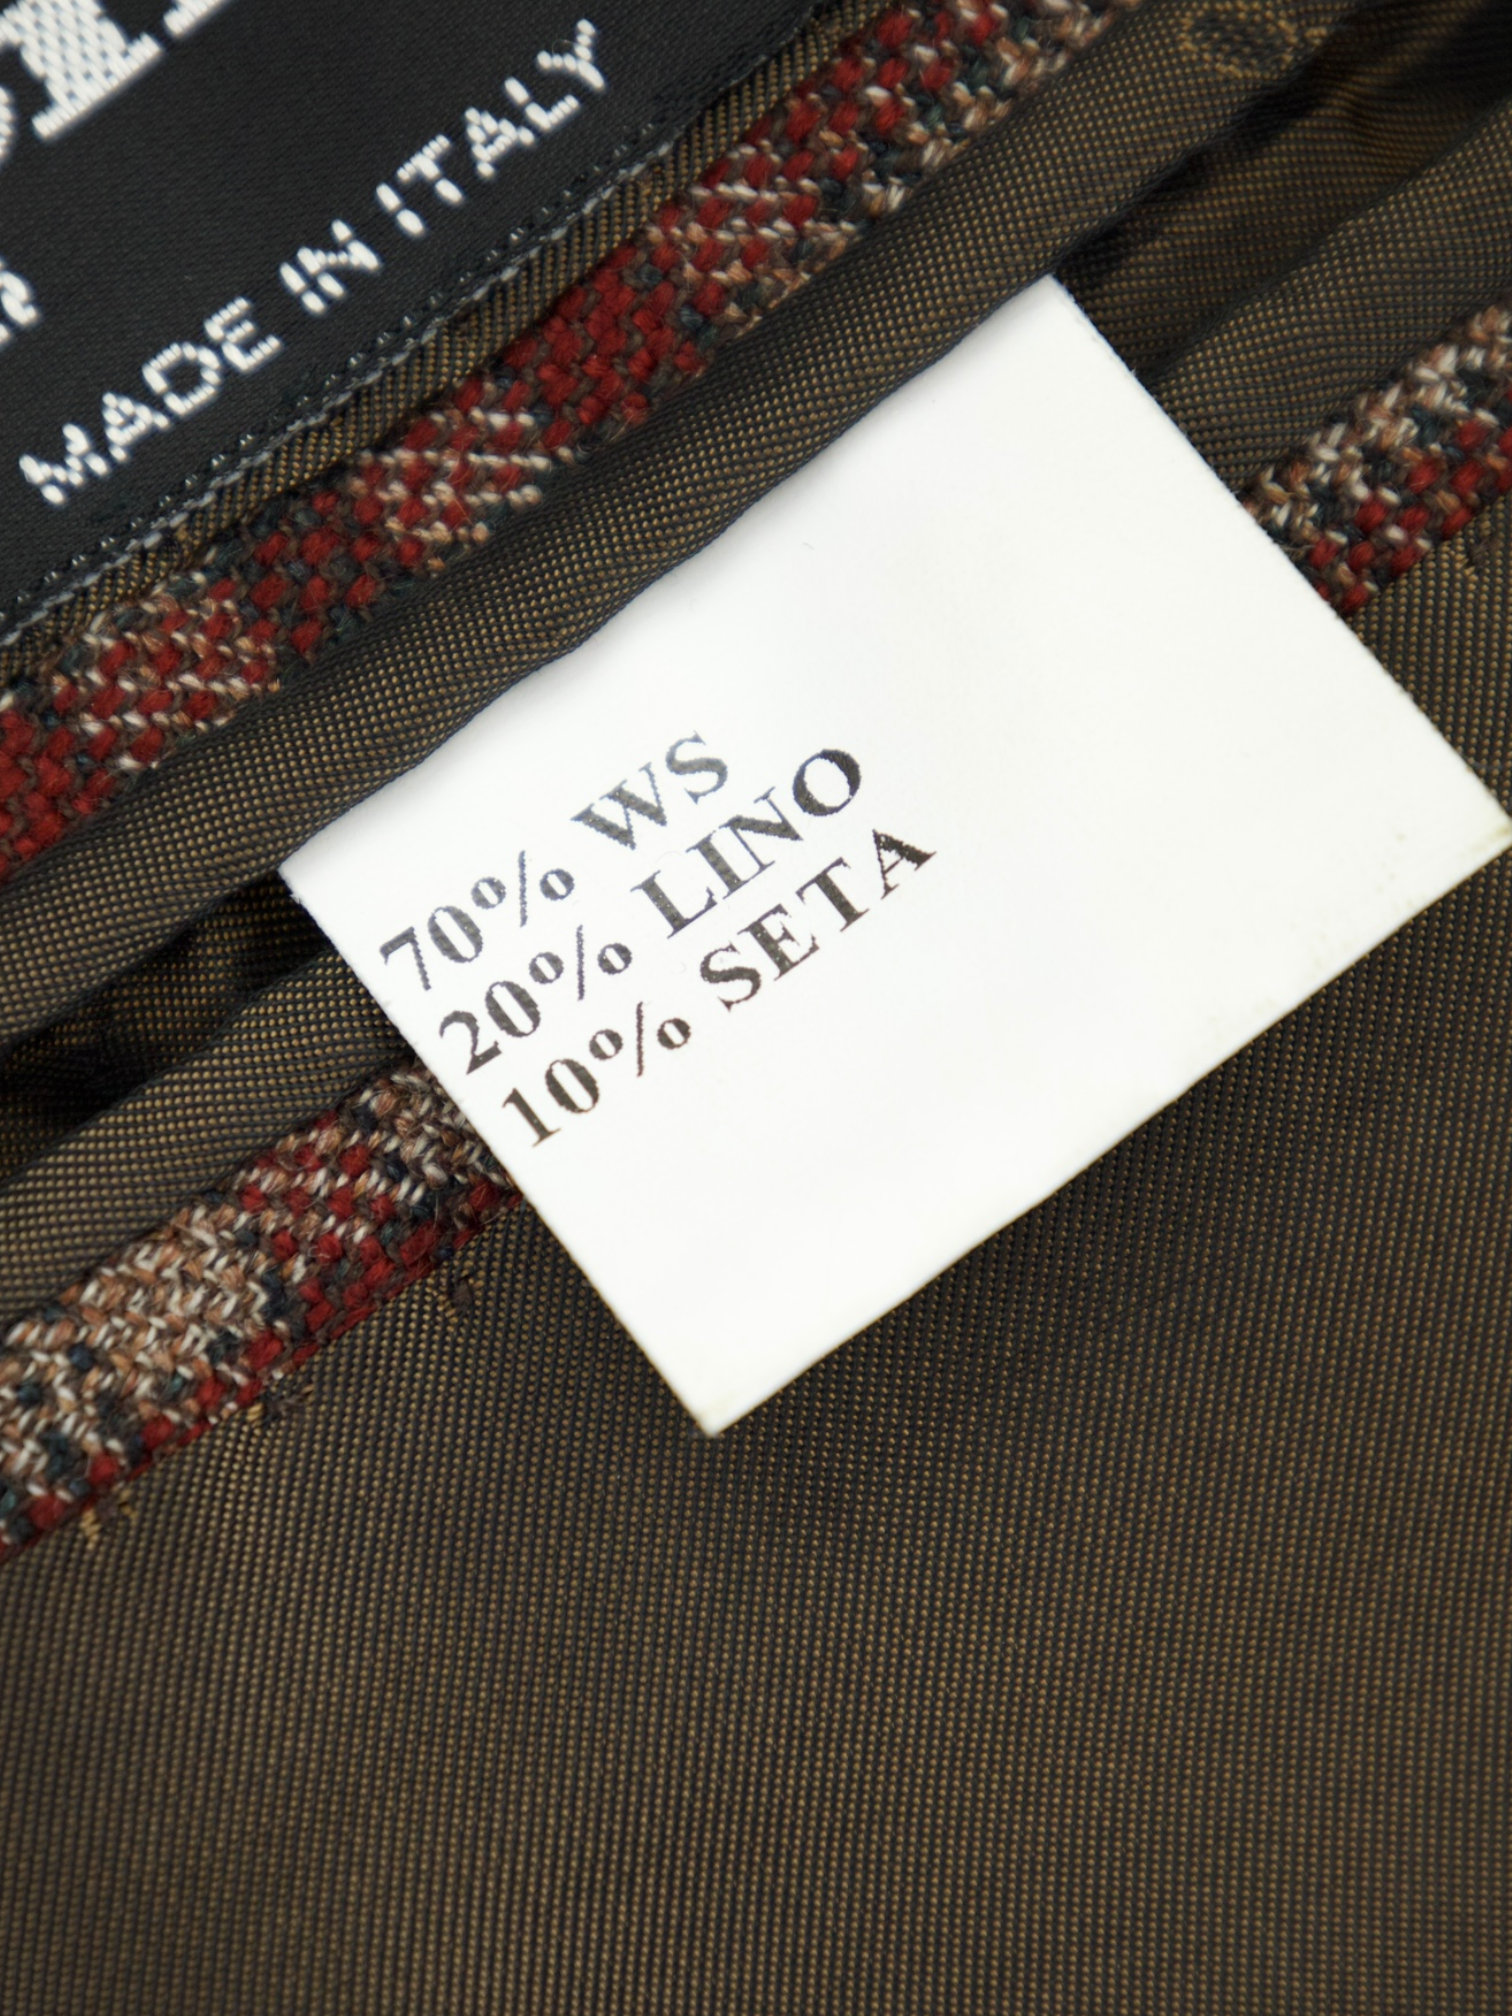 MADE IN ITALY
70% WS
20% LINO
10% SETA